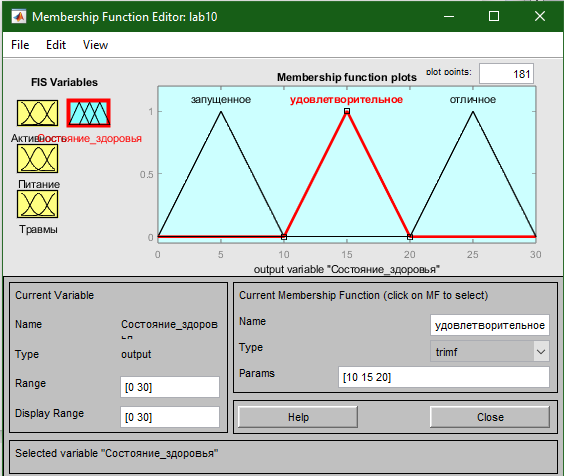 Membership Function Editor: lab10
File Edit View
FIS Variables
Активность
Состояние_здоровья
Питание
Травмы
Membership function plots
plot points: 181
запущенное удовлетворительное отличное
1
0.5
0
0 5 10 15 20 25 30
output variable "Состояние_здоровья"
Current Variable
Name Состояние_здоровья
Type output
Range [0 30]
Display Range [0 30]
Current Membership Function (click on MF to select)
Name удовлетворительное
Type trimf
Params [10 15 20]
Help Close
Selected variable "Состояние_здоровья"